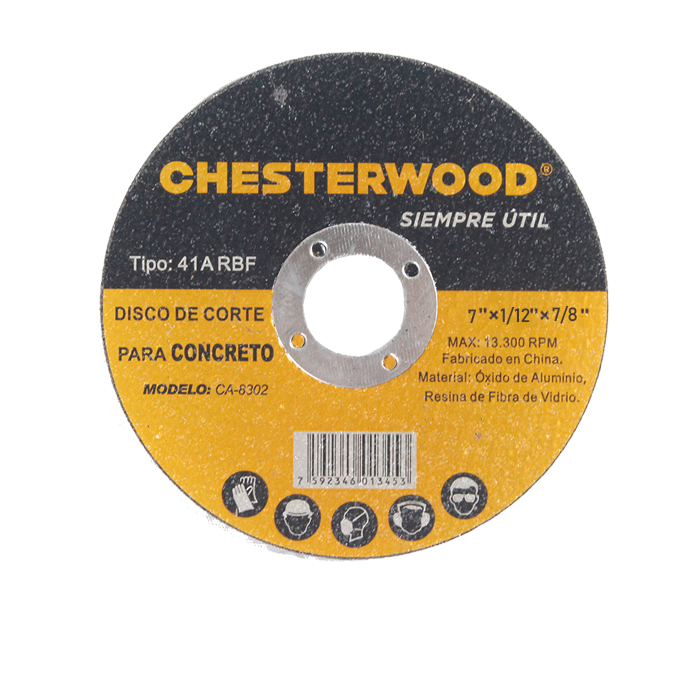 CHESTERWOOD®
SIEMPRE ÚTIL
Tipo: 41A RBF
DISCO DE CORTE
PARA CONCRETO
MODELO: CA-8302
7"×1/12"×7/8"
MAX: 13.300 RPM
Fabricado en China.
Material: Óxido de Aluminio,
Resina de Fibra de Vidrio.
7 592346 013453